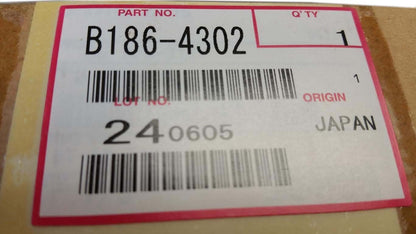 PART NO. Q'TY
B186-4302 1
1
LOT NO. ORIGIN
240605 JAPAN